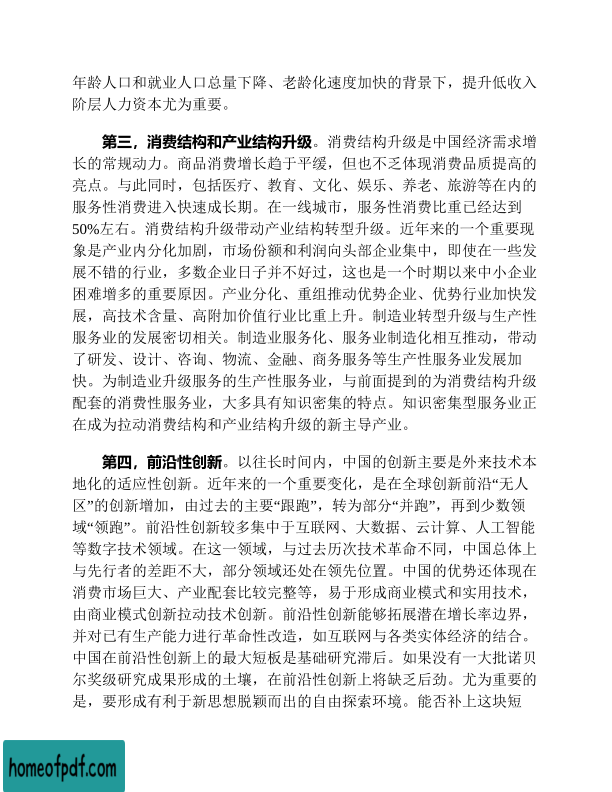 年龄人口和就业人口总量下降、老龄化速度加快的背景下，提升低收入
阶层人力资本尤为重要。
第三，消费结构和产业结构升级。消费结构升级是中国经济需求增
长的常规动力。商品消费增长趋于平缓，但也不乏体现消费品质提高的
亮点。与此同时，包括医疗、教育、文化、娱乐、养老、旅游等在内的
服务性消费进入快速成长期。在一线城市，服务性消费比重已经达到
50%左右。消费结构升级带动产业结构转型升级。近年来的一个重要现
象是产业内分化加剧，市场份额和利润向头部企业集中，即使在一些发
展不错的行业，多数企业日子并不好过，这也是一个时期以来中小企业
困难增多的重要原因。产业分化、重组推动优势企业、优势行业加快发
展，高技术含量、高附加价值行业比重上升。制造业转型升级与生产性
服务业的发展密切相关。制造业服务化、服务业制造化相互推动，带动
了研发、设计、咨询、物流、金融、商务服务等生产性服务业发展加
快。为制造业升级服务的生产性服务业，与前面提到的为消费结构升级
配套的消费性服务业，大多具有知识密集的特点。知识密集型服务业正
在成为拉动消费结构和产业结构升级的新主导产业。
第四，前沿性创新。以往长时间内，中国的创新主要是外来技术本
地化的适应性创新。近年来的一个重要变化，是在全球创新前沿“无人
区”的创新增加，由过去的主要“跟跑”，转为部分“并跑”，再到少数领
域“领跑”。前沿性创新较多集中于互联网、大数据、云计算、人工智能
等数字技术领域。在这一领域，与过去历次技术革命不同，中国总体上
与先行者的差距不大，部分领域还处在领先位置。中国的优势还体现在
消费市场巨大、产业配套比较完整等，易于形成商业模式和实用技术，
由商业模式创新拉动技术创新。前沿性创新能够拓展潜在增长率边界，
并对已有生产能力进行革命性改造，如互联网与各类实体经济的结合。
中国在前沿性创新上的最大短板是基础研究滞后。如果没有一大批诺贝
尔奖级研究成果形成的土壤，在前沿性创新上将缺乏后劲。尤为重要的
是，要形成有利于新思想脱颖而出的自由探索环境。能否补上这块短
homeofpdf.com